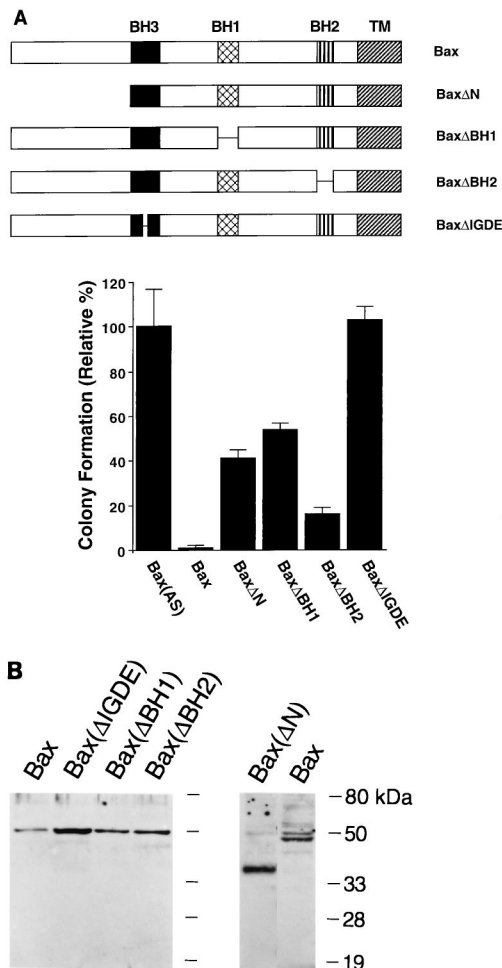 A
BH3 BH1 BH2 TM
Bax
BaxΔN
BaxΔBH1
BaxΔBH2
BaxΔIGDE
Colony Formation (Relative %)
120
100
80
60
40
20
0
Bax(AS)
Bax
BaxΔN
BaxΔBH1
BaxΔBH2
BaxΔIGDE
B
Bax
Bax(ΔIGDE)
Bax(ΔBH1)
Bax(ΔBH2)
Bax(ΔN)
Bax
80 kDa
50
33
28
19